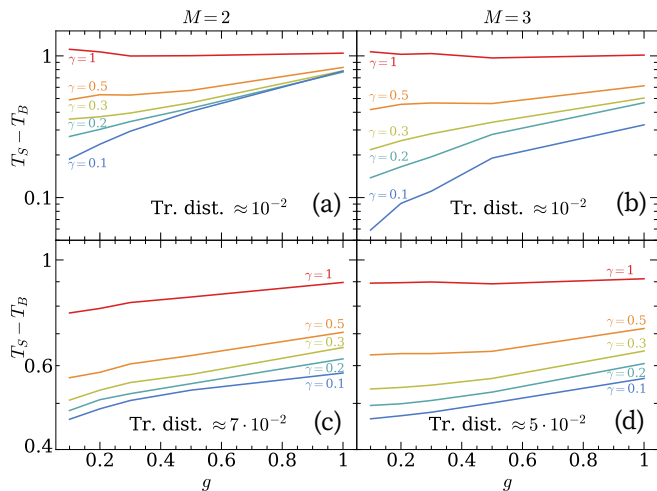 M = 2
M = 3
T_S − T_B
1
0.1
γ = 1
γ = 0.5
γ = 0.3
γ = 0.2
γ = 0.1
Tr. dist. ≈ 10⁻²
(a)
γ = 1
γ = 0.5
γ = 0.3
γ = 0.2
γ = 0.1
Tr. dist. ≈ 10⁻²
(b)
T_S − T_B
1
0.6
0.4
γ = 1
γ = 0.5
γ = 0.3
γ = 0.2
γ = 0.1
Tr. dist. ≈ 7 · 10⁻²
(c)
γ = 1
γ = 0.5
γ = 0.3
γ = 0.2
γ = 0.1
Tr. dist. ≈ 5 · 10⁻²
(d)
0.2 0.4 0.6 0.8 1
0.2 0.4 0.6 0.8 1
g
g